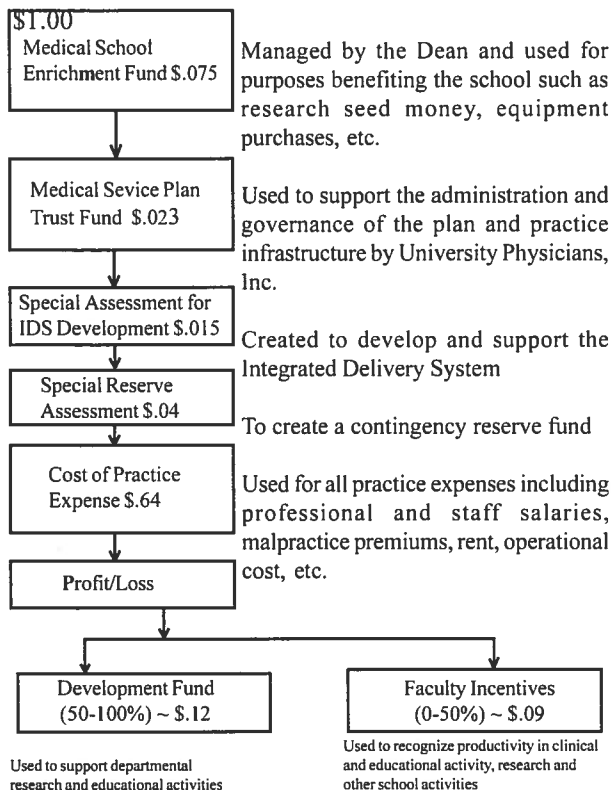 $1.00
Medical School
Enrichment Fund $.075
Managed by the Dean and used for
purposes benefiting the school such as
research seed money, equipment
purchases, etc.
Medical Sevice Plan
Trust Fund $.023
Used to support the administration and
governance of the plan and practice
infrastructure by University Physicians,
Inc.
Special Assessment for
IDS Development $.015
Created to develop and support the
Integrated Delivery System
Special Reserve
Assessment $.04
To create a contingency reserve fund
Cost of Practice
Expense $.64
Used for all practice expenses including
professional and staff salaries,
malpractice premiums, rent, operational
cost, etc.
Profit/Loss
Development Fund
(50-100%) ~ $.12
Faculty Incentives
(0-50%) ~ $.09
Used to support departmental
research and educational activities
Used to recognize productivity in clinical
and educational activity, research and
other school activities